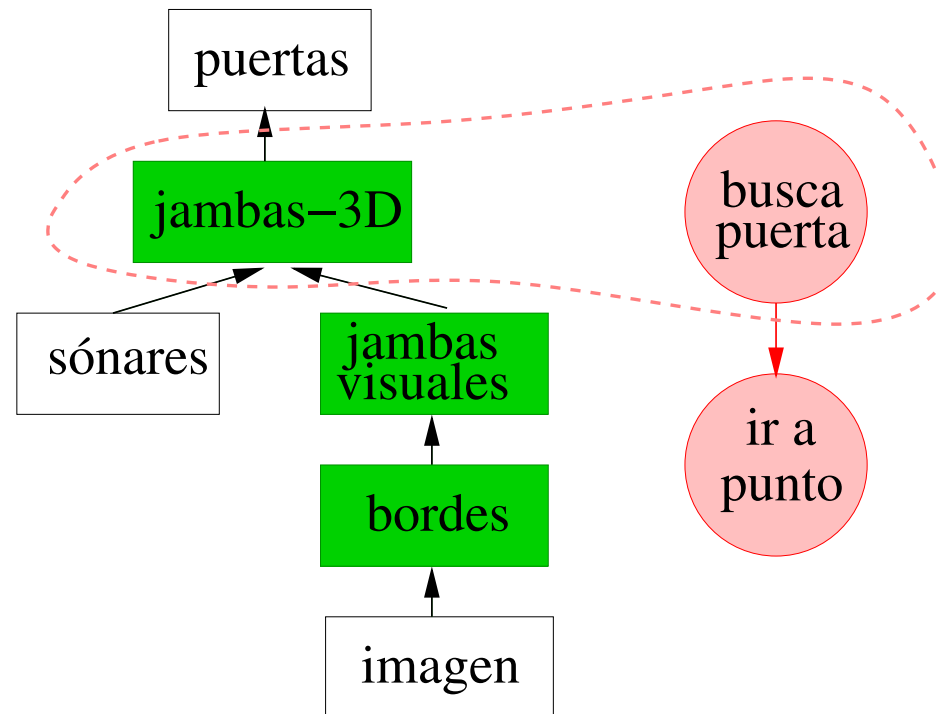 puertas
jambas−3D
busca
puerta
sónares
jambas
visuales
ir a
punto
bordes
imagen